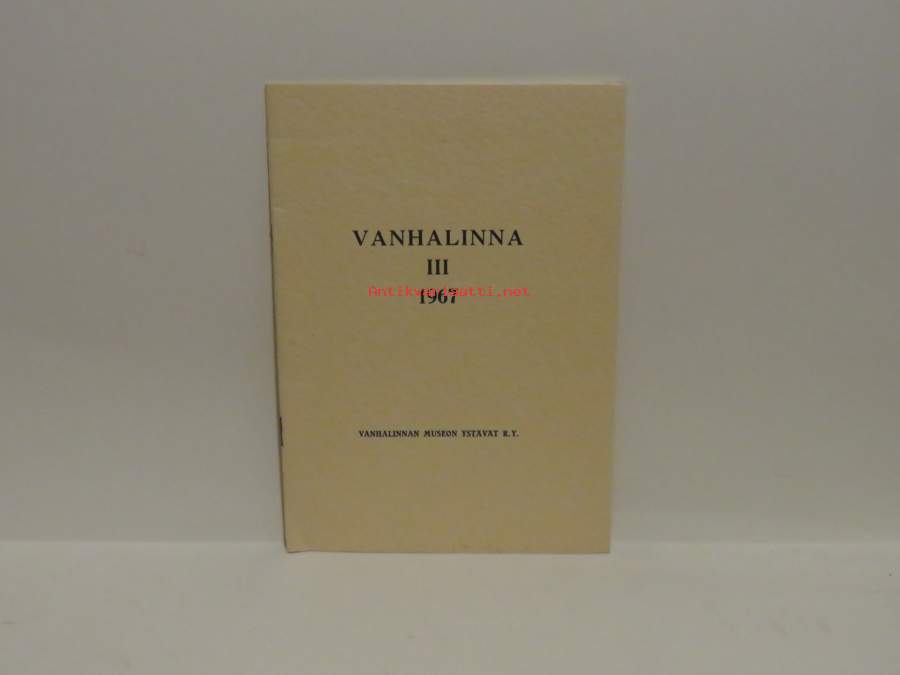 VANHALINNA
III
Antikvariaatti.net
1967
VANHALINNAN MUSEON YSTÄVÄT R. Y.